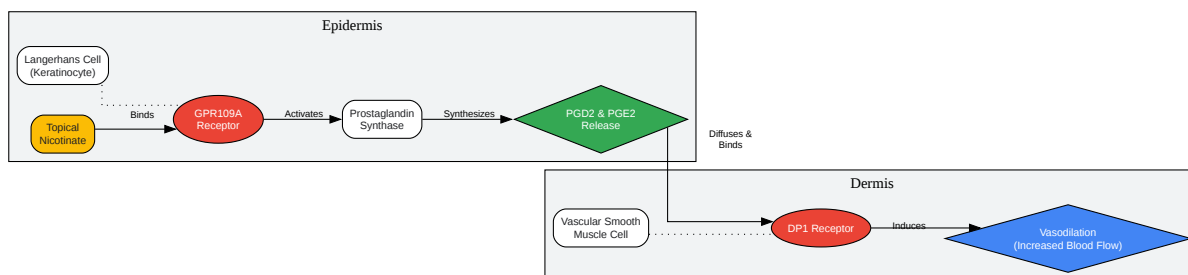 Epidermis
Langerhans Cell
(Keratinocyte)
Topical
Nicotinate
Binds
GPR109A
Receptor
Activates
Prostaglandin
Synthase
Synthesizes
PGD2 & PGE2
Release
Diffuses &
Binds
Dermis
Vascular Smooth
Muscle Cell
DP1 Receptor
Induces
Vasodilation
(Increased Blood Flow)